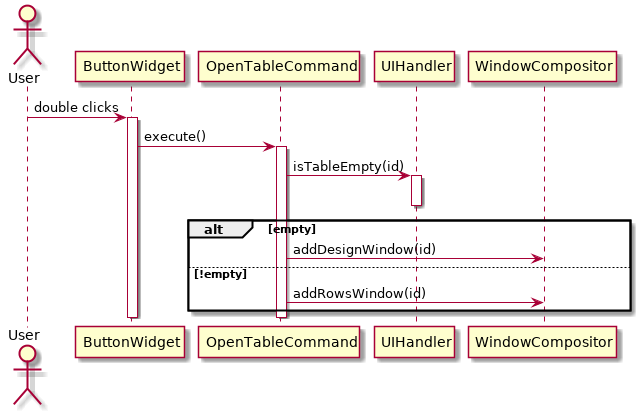 User
ButtonWidget
OpenTableCommand
UIHandler
WindowCompositor
double clicks
execute()
isTableEmpty(id)
alt
[empty]
addDesignWindow(id)
[!empty]
addRowsWindow(id)
User
ButtonWidget
OpenTableCommand
UIHandler
WindowCompositor